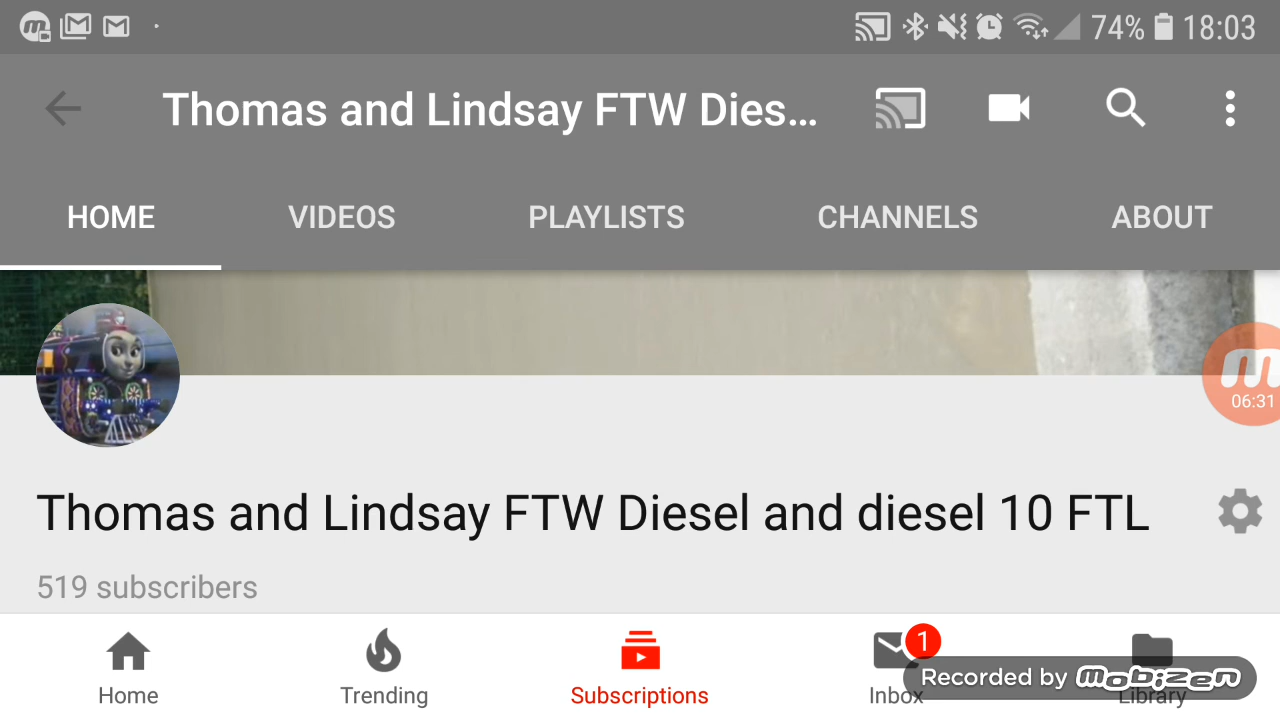 74% 18:03
Thomas and Lindsay FTW Dies...
HOME VIDEOS PLAYLISTS CHANNELS ABOUT
06:31
Thomas and Lindsay FTW Diesel and diesel 10 FTL
519 subscribers
1
Recorded by mobizen
Home Trending Subscriptions Inbox Library